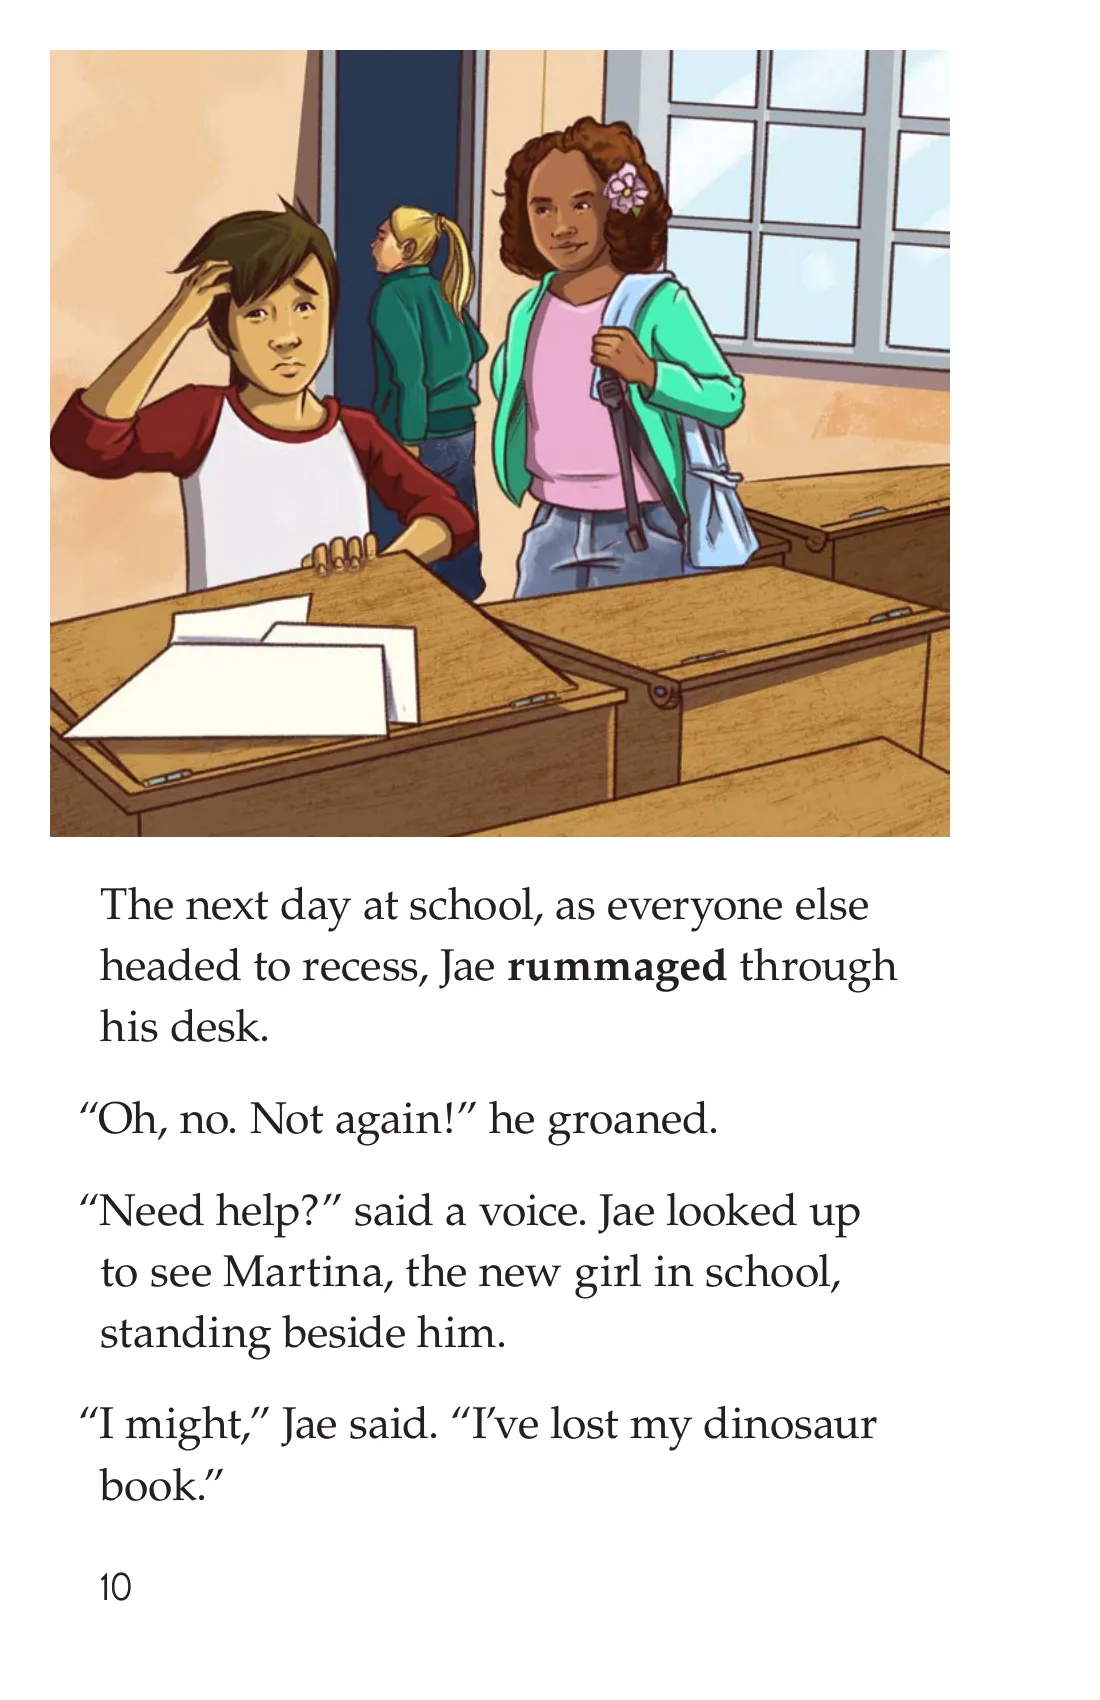 The next day at school, as everyone else
headed to recess, Jae rummaged through
his desk.
“Oh, no. Not again!” he groaned.
“Need help?” said a voice. Jae looked up
to see Martina, the new girl in school,
standing beside him.
“I might,” Jae said. “I’ve lost my dinosaur
book.”
10